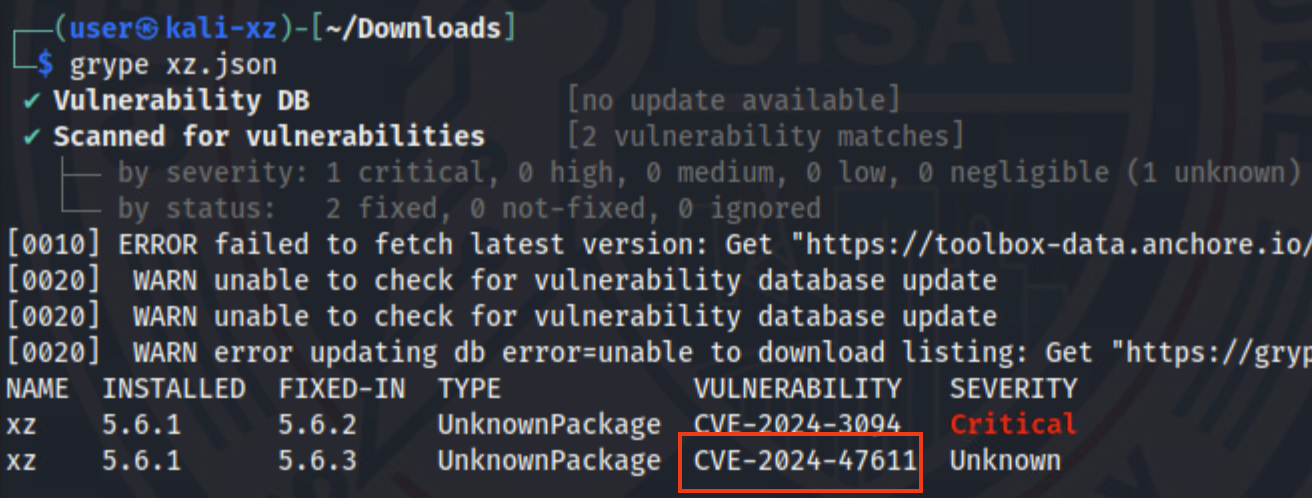 ┌──(user㉿kali-xz)-[~/Downloads]
└─$ grype xz.json
✔ Vulnerability DB [no update available]
✔ Scanned for vulnerabilities [2 vulnerability matches]
├── by severity: 1 critical, 0 high, 0 medium, 0 low, 0 negligible (1 unknown)
└── by status: 2 fixed, 0 not-fixed, 0 ignored
[0010] ERROR failed to fetch latest version: Get "https://toolbox-data.anchore.io/
[0020] WARN unable to check for vulnerability database update
[0020] WARN unable to check for vulnerability database update
[0020] WARN error updating db error=unable to download listing: Get "https://gryp
NAME INSTALLED FIXED-IN TYPE VULNERABILITY SEVERITY
xz 5.6.1 5.6.2 UnknownPackage CVE-2024-3094 Critical
xz 5.6.1 5.6.3 UnknownPackage CVE-2024-47611 Unknown
CISA